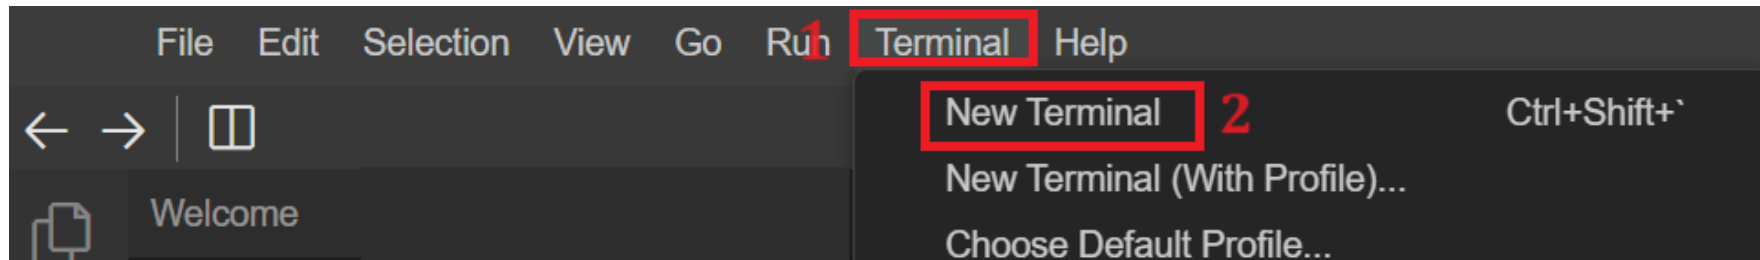 File Edit Selection View Go Run 1 Terminal Help
New Terminal 2 Ctrl+Shift+`
New Terminal (With Profile)...
Welcome
Choose Default Profile...